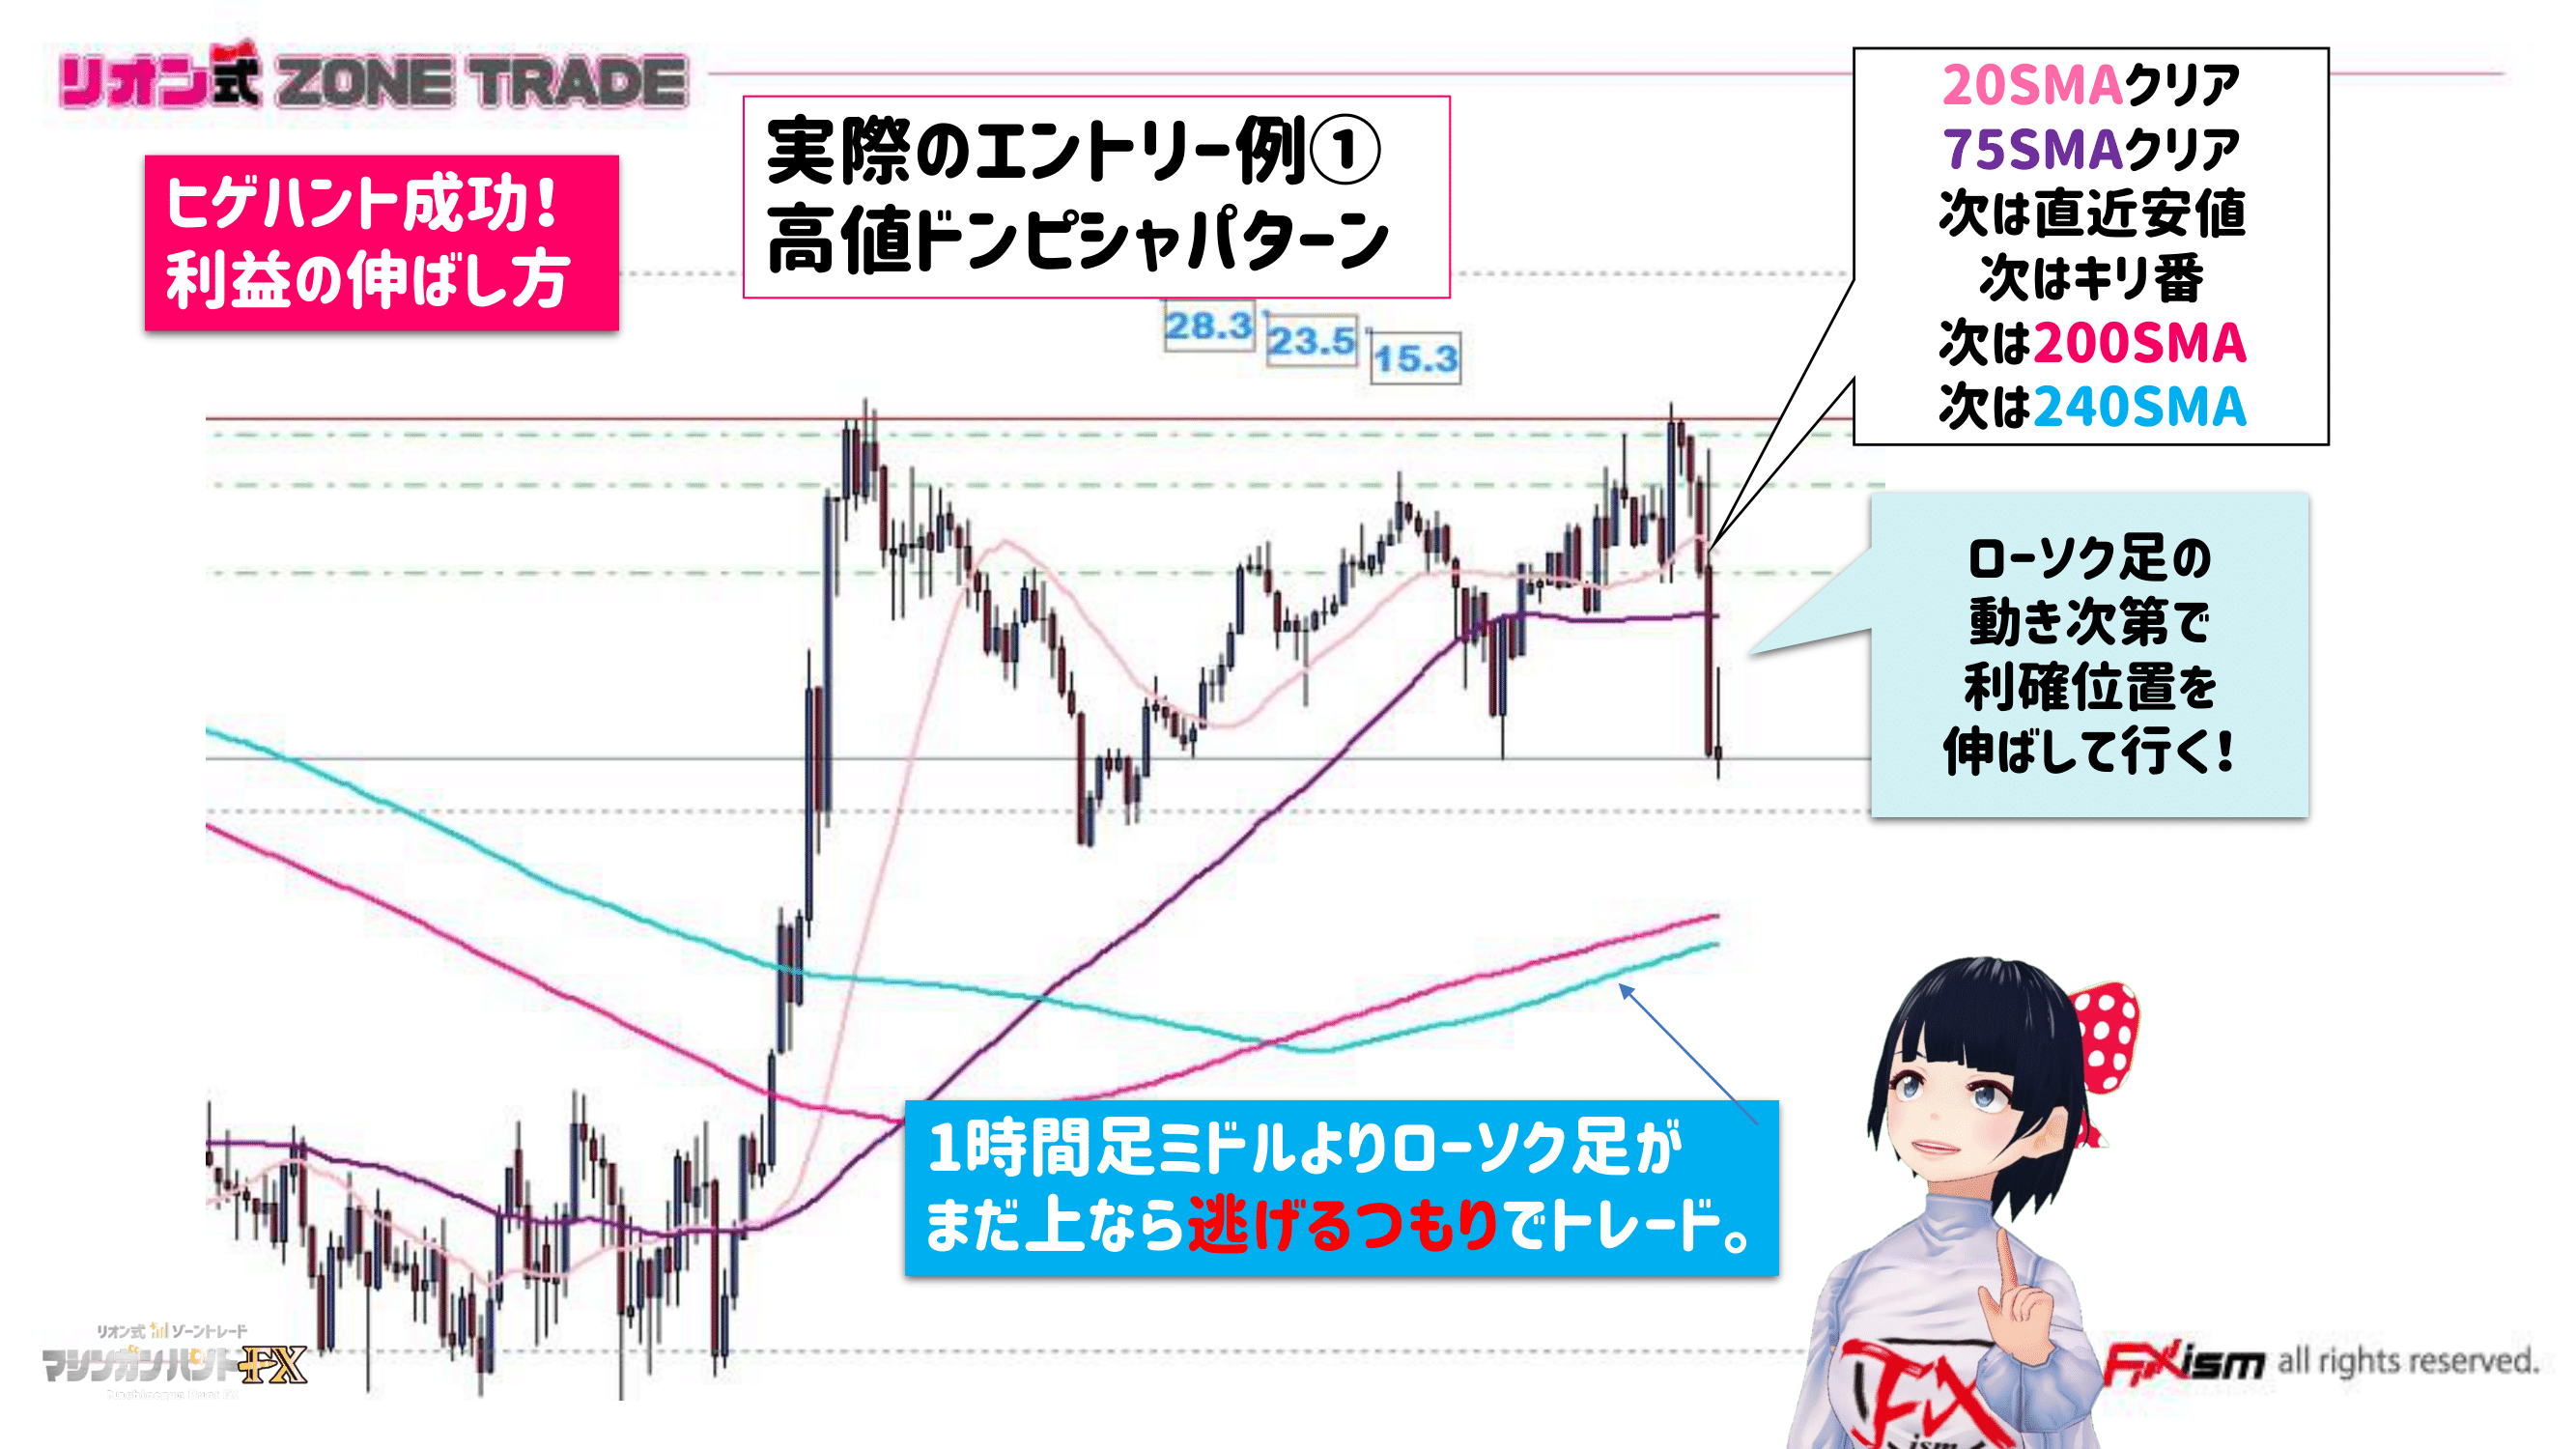 リオン式 ZONE TRADE
ヒゲハント成功!
利益の伸ばし方
実際のエントリー例①
高値ドンピシャパターン
20SMAクリア
75SMAクリア
次は直近安値
次はキリ番
次は200SMA
次は240SMA
28.3
23.5
15.3
ローソク足の
動き次第で
利確位置を
伸ばして行く!
1時間足ミドルよりローソク足が
まだ上なら逃げるつもりでトレード。
リオン式 ゾーントレード
マシンガンハントFX
FX
ism
FXism all rights reserved.